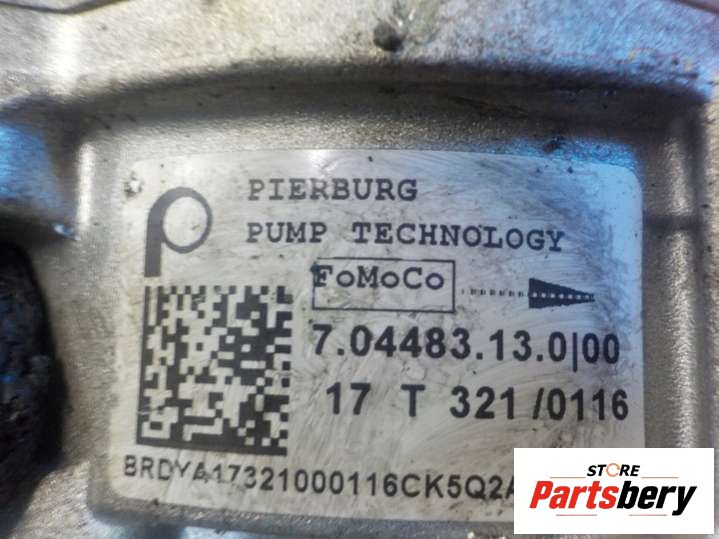 PIERBURG
PUMP TECHNOLOGY
FoMoCo
7.04483.13.0|00
17 T 321 /0116
BRDYA17321000116CK5Q2A
STORE
Partsbery